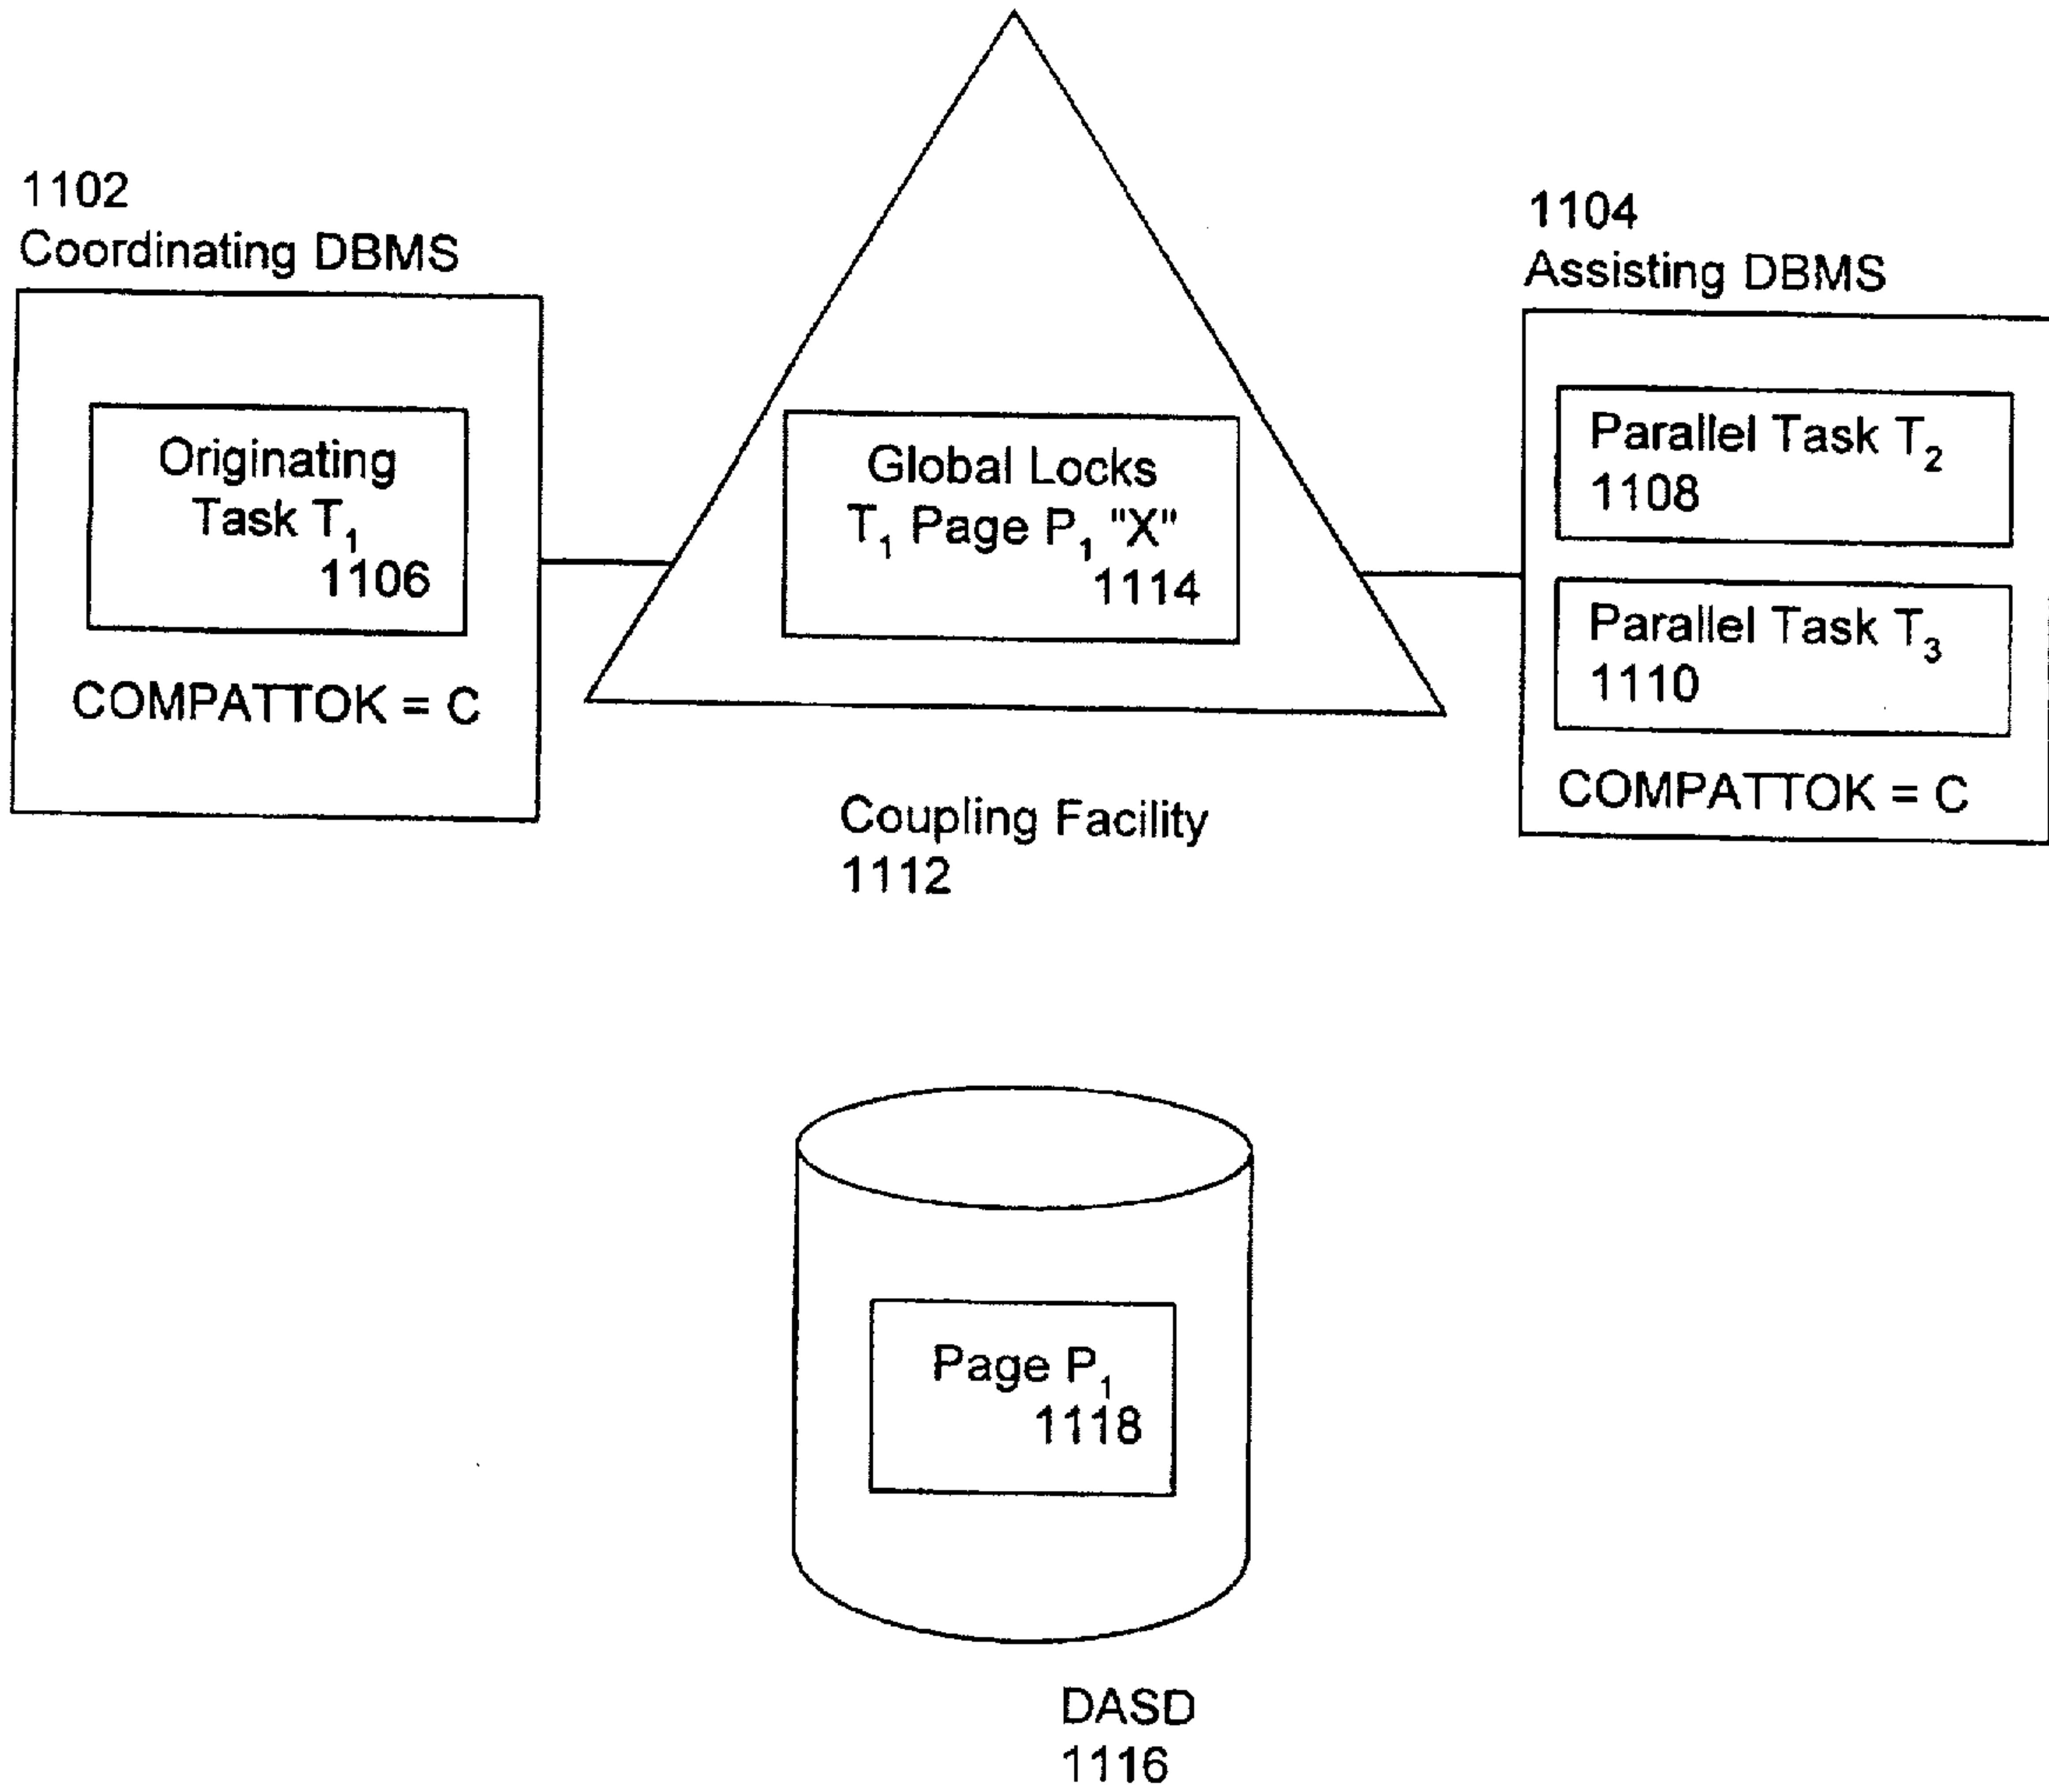 1102
Coordinating DBMS
Originating
Task T₁
1106
COMPATTOK = C
Global Locks
T₁ Page P₁ "X"
1114
Coupling Facility
1112
1104
Assisting DBMS
Parallel Task T₂
1108
Parallel Task T₃
1110
COMPATTOK = C
Page P₁
1118
DASD
1116